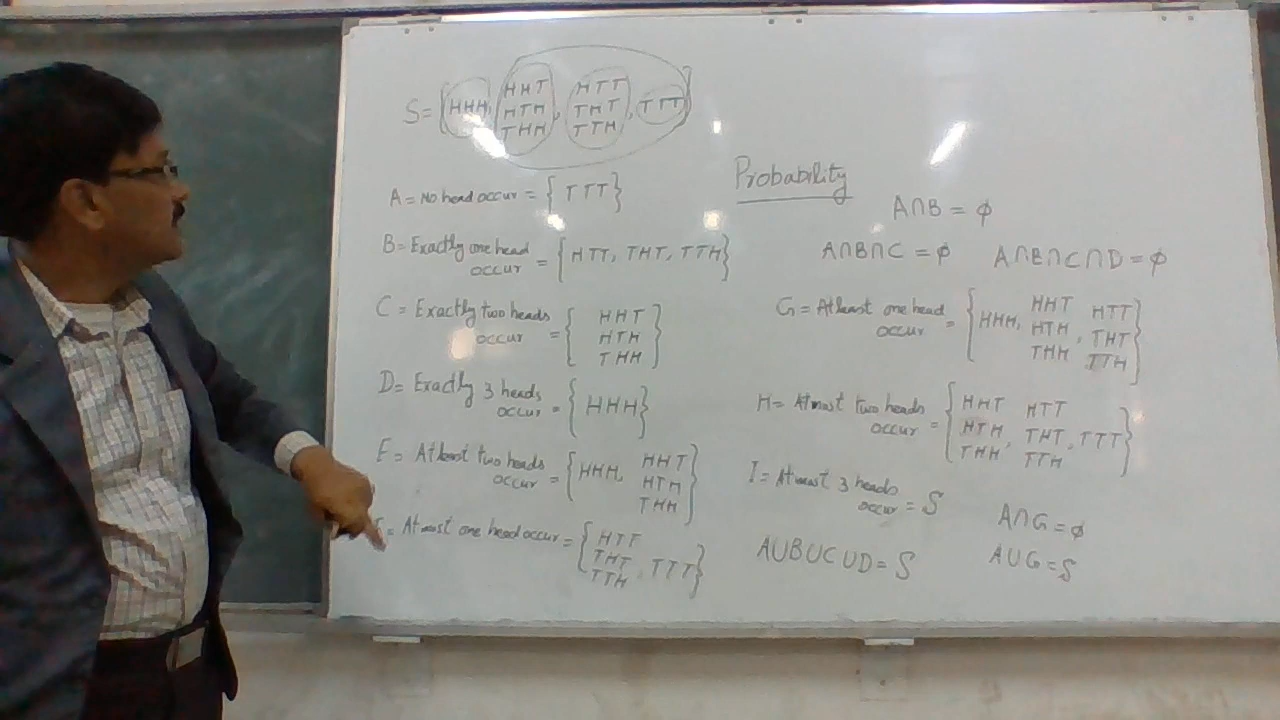 HHT HTT
S = { HHH, HTH , THT , TTT }
THH TTH
Probability
A = No head occur = { TTT }
A∩B = ϕ
B = Exactly one head
occur = { HTT, THT, TTH }
A∩B∩C = ϕ A∩B∩C∩D = ϕ
C = Exactly two heads
occur = { HHT
HTH
THH }
G = Atleast one head
occur = { HHH, HHT HTT
HTH , THT
THH TTH }
D = Exactly 3 heads
occur = { HHH }
H = Atmost two heads
occur = { HHT HTT
HTH, THT, TTT }
THH TTH
E = Atleast two heads
occur = { HHH, HHT
HTH
THH }
I = Atmost 3 heads
occur = S
A∩G = ϕ
= Atmost one head occur = { HTT
THT , TTT }
TTH
A∪B∪C∪D = S
A∪G = S